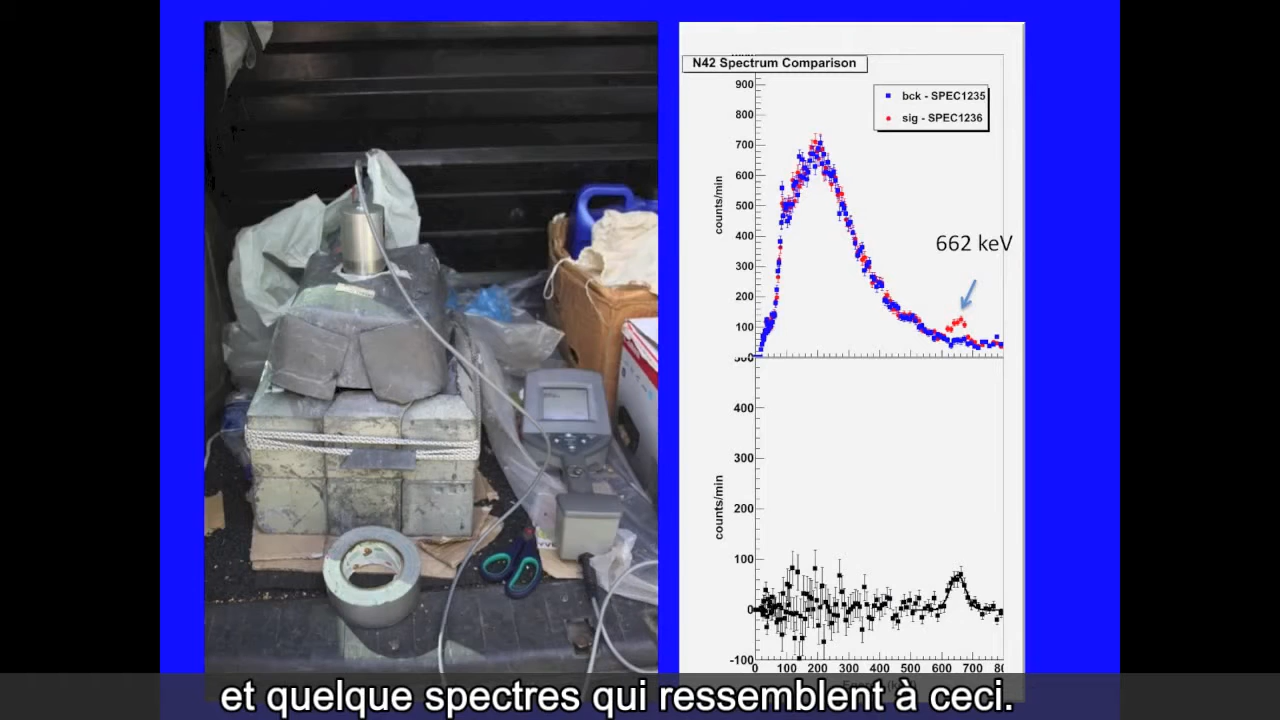 N42 Spectrum Comparison
900
800
700
600
500
400
300
200
100
counts/min
bck - SPEC1235
sig - SPEC1236
662 keV
400
300
200
100
0
-100
counts/min
0 100 200 300 400 500 600 700
et quelque spectres qui ressemblent à ceci.